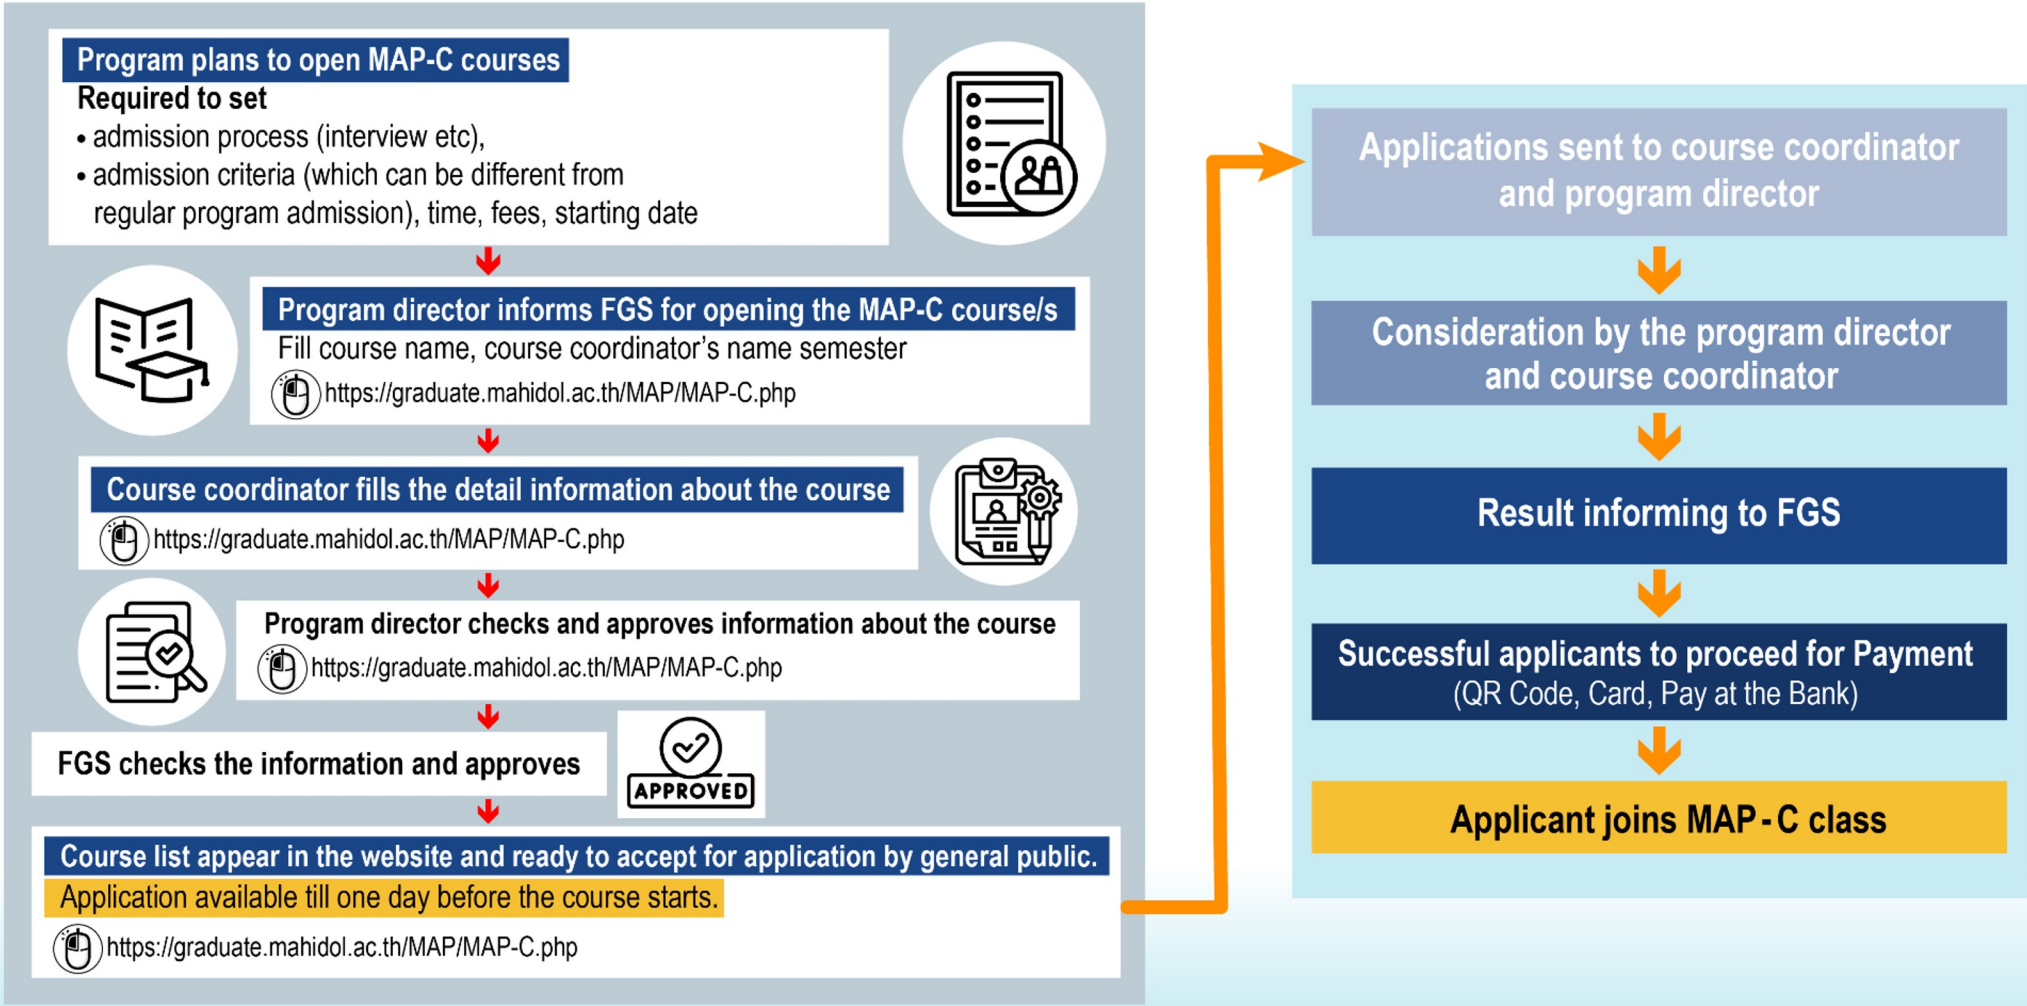 Program plans to open MAP-C courses
Required to set
• admission process (interview etc),
• admission criteria (which can be different from
regular program admission), time, fees, starting date
Program director informs FGS for opening the MAP-C course/s
Fill course name, course coordinator's name semester
https://graduate.mahidol.ac.th/MAP/MAP-C.php
Course coordinator fills the detail information about the course
https://graduate.mahidol.ac.th/MAP/MAP-C.php
Program director checks and approves information about the course
https://graduate.mahidol.ac.th/MAP/MAP-C.php
FGS checks the information and approves
APPROVED
Course list appear in the website and ready to accept for application by general public.
Application available till one day before the course starts.
https://graduate.mahidol.ac.th/MAP/MAP-C.php
Applications sent to course coordinator
and program director
Consideration by the program director
and course coordinator
Result informing to FGS
Successful applicants to proceed for Payment
(QR Code, Card, Pay at the Bank)
Applicant joins MAP - C class